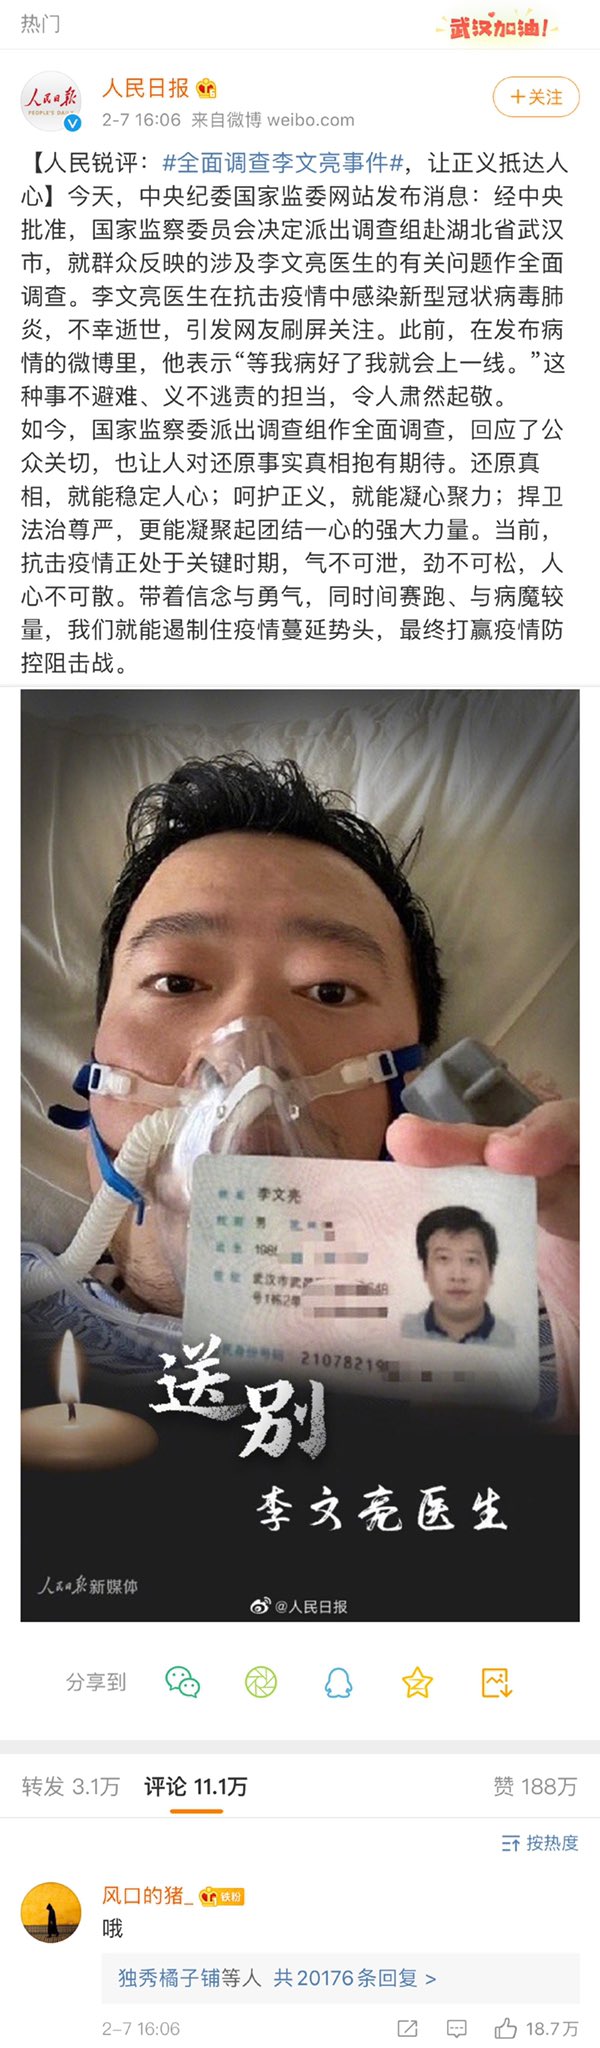 热门
武汉加油!
人民日报
PEOPLE'S DAILY
人民日报
+关注
2-7 16:06 来自微博 weibo.com
【人民锐评：#全面调查李文亮事件#，让正义抵达人
心】今天，中央纪委国家监委网站发布消息：经中央
批准，国家监察委员会决定派出调查组赴湖北省武汉
市，就群众反映的涉及李文亮医生的有关问题作全面
调查。李文亮医生在抗击疫情中感染新型冠状病毒肺
炎，不幸逝世，引发网友刷屏关注。此前，在发布病
情的微博里，他表示“等我病好了我就会上一线。”这
种事不避难、义不逃责的担当，令人肃然起敬。
如今，国家监察委派出调查组作全面调查，回应了公
众关切，也让人对还原事实真相抱有期待。还原真
相，就能稳定人心；呵护正义，就能凝心聚力；捍卫
法治尊严，更能凝聚起团结一心的强大力量。当前，
抗击疫情正处于关键时期，气不可泄，劲不可松，人
心不可散。带着信念与勇气，同时间赛跑、与病魔较
量，我们就能遏制住疫情蔓延势头，最终打赢疫情防
控阻击战。
李文亮
男
198
武汉市武
号1栋2单
21078219
送别
李文亮医生
人民日报新媒体
@人民日报
分享到
转发 3.1万 评论 11.1万 赞 188万
按热度
风口的猪_ 铁粉
哦
独秀橘子铺等人 共20176条回复 >
2-7 16:06 18.7万